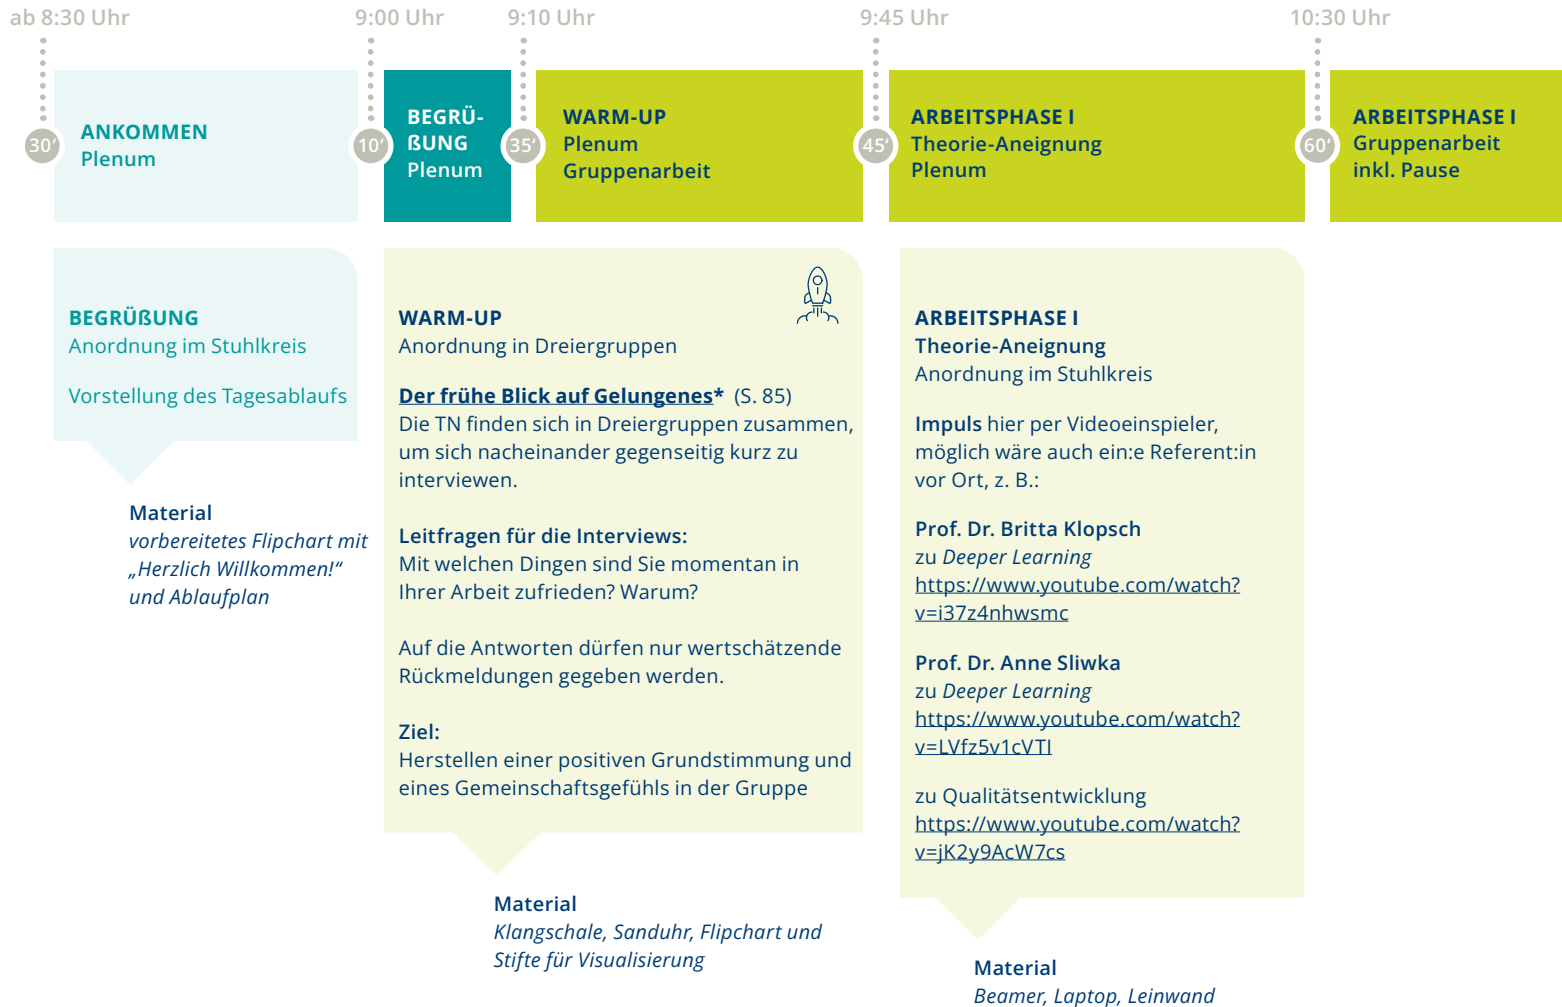 ab 8:30 Uhr
9:00 Uhr
9:10 Uhr
9:45 Uhr
10:30 Uhr
30‘
ANKOMMEN
Plenum
10‘
BEGRÜ-
ßUNG
Plenum
35‘
WARM-UP
Plenum
Gruppenarbeit
45‘
ARBEITSPHASE I
Theorie-Aneignung
Plenum
60‘
ARBEITSPHASE I
Gruppenarbeit
inkl. Pause
BEGRÜßUNG
Anordnung im Stuhlkreis
Vorstellung des Tagesablaufs
Material
vorbereitetes Flipchart mit
„Herzlich Willkommen!“
und Ablaufplan
WARM-UP
Anordnung in Dreiergruppen
Der frühe Blick auf Gelungenes* (S. 85)
Die TN finden sich in Dreiergruppen zusammen,
um sich nacheinander gegenseitig kurz zu
interviewen.
Leitfragen für die Interviews:
Mit welchen Dingen sind Sie momentan in
Ihrer Arbeit zufrieden? Warum?
Auf die Antworten dürfen nur wertschätzende
Rückmeldungen gegeben werden.
Ziel:
Herstellen einer positiven Grundstimmung und
eines Gemeinschaftsgefühls in der Gruppe
Material
Klangschale, Sanduhr, Flipchart und
Stifte für Visualisierung
ARBEITSPHASE I
Theorie-Aneignung
Anordnung im Stuhlkreis
Impuls hier per Videoeinspieler,
möglich wäre auch ein:e Referent:in
vor Ort, z. B.:
Prof. Dr. Britta Klopsch
zu Deeper Learning
https://www.youtube.com/watch?
v=i37z4nhwsmc
Prof. Dr. Anne Sliwka
zu Deeper Learning
https://www.youtube.com/watch?
v=LVfz5v1cVTI
zu Qualitätsentwicklung
https://www.youtube.com/watch?
v=jK2y9AcW7cs
Material
Beamer, Laptop, Leinwand